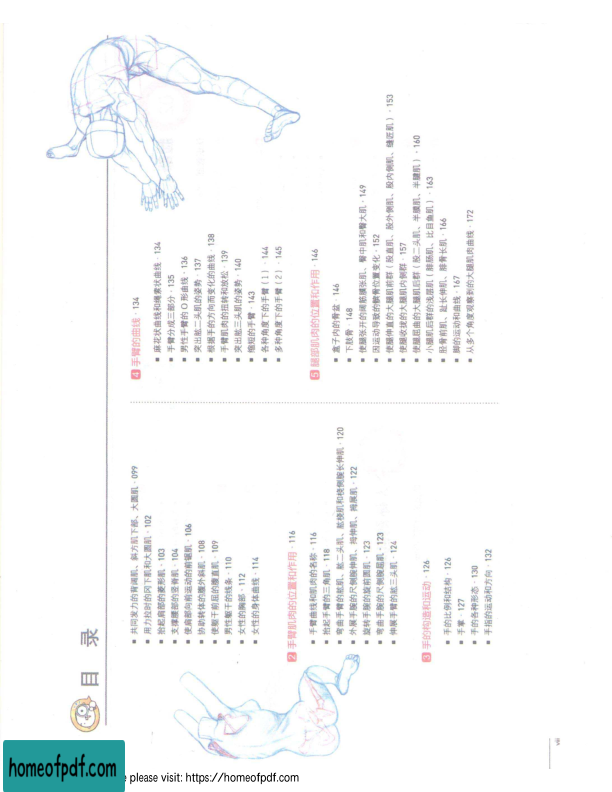 目 录
共同发力的背阔肌、斜方肌下部、大圆肌 · 099
用力拉时的冈下肌和大圆肌 · 102
抬起肩部的菱形肌 · 103
支撑腰部的竖脊肌 · 104
使肩部向前运动的前锯肌 · 106
协助转体的腹外斜肌 · 108
使躯干前屈的腹直肌 · 109
男性躯干的线条 · 110
女性的胸部 · 112
女性的身体曲线 · 114
2 手臂肌肉的位置和作用 · 116
手臂曲线和肌肉的名称 · 116
抬起手臂的三角肌 · 118
弯曲手臂的肱肌、肱二头肌、肱桡肌和桡侧腕长伸肌 · 120
外展手腕的尺侧腕伸肌、拇伸肌、拇展肌 · 122
旋转手腕的旋前圆肌 · 123
弯曲手腕的尺侧腕屈肌 · 123
伸展手臂的肱三头肌 · 124
3 手的构造和运动 · 126
手的比例和结构 · 126
手掌 · 127
手的各种形态 · 130
手指的运动和方向 · 132
4 手臂的曲线 · 134
麻花状曲线和绳索状曲线 · 134
手臂分成三部分 · 135
男性手臂的 O 形曲线 · 136
突出肱二头肌的姿势 · 137
根据手的方向而变化的曲线 · 138
手臂肌肉的扭转和放松 · 139
突出肱三头肌的姿势 · 140
缩短的手臂 · 143
各种角度下的手臂（1） · 144
多种角度下的手臂（2） · 145
5 腿部肌肉的位置和作用 · 146
盒子内的骨盆 · 146
下肢骨 · 148
使腿张开的阔筋膜张肌、臀中肌和臀大肌 · 149
因运动导致的髌骨位置变化 · 152
使腿伸直的大腿肌前群（股直肌、股外侧肌、股内侧肌、缝匠肌） · 153
使腿收拢的大腿肌内侧群 · 157
使腿屈曲的大腿肌后群（股二头肌、半膜肌、半腱肌） · 160
小腿肌后群的浅层肌（腓肠肌、比目鱼肌） · 163
胫骨前肌、趾长伸肌、腓骨长肌 · 166
脚的运动和曲线 · 167
从多个角度观察到的大腿肌肉曲线 · 172
viii
homeofpdf.com
please visit: https://homeofpdf.com